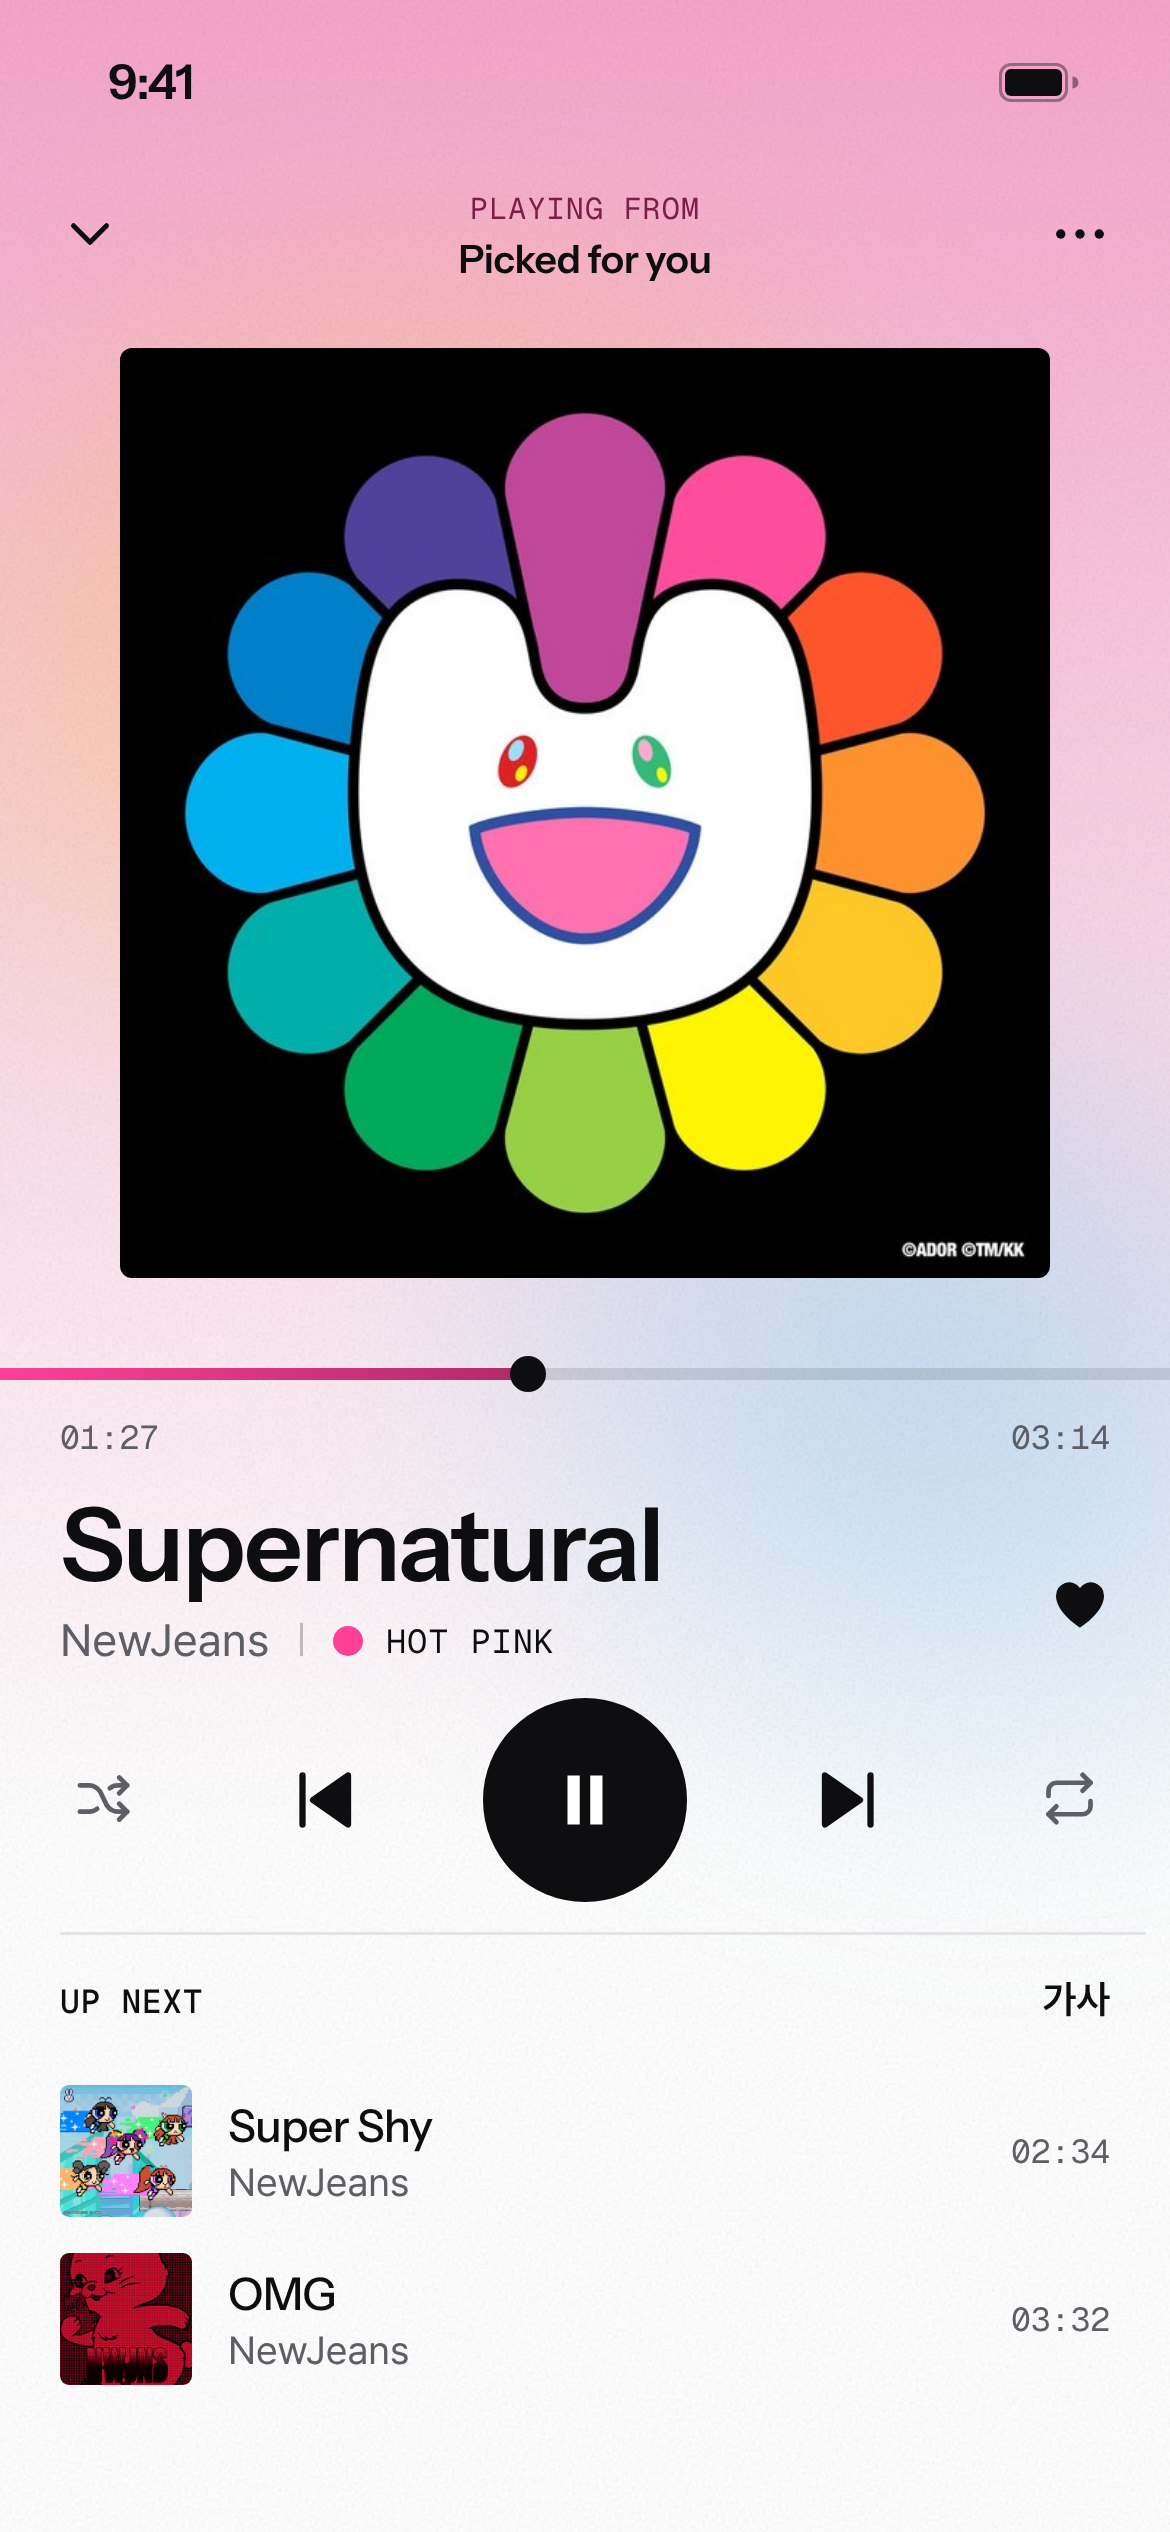 9:41
PLAYING FROM
Picked for you
©ADOR ©TM/KK
01:27 03:14
Supernatural
NewJeans HOT PINK
UP NEXT 가사
Super Shy
NewJeans
02:34
OMG
NewJeans
03:32